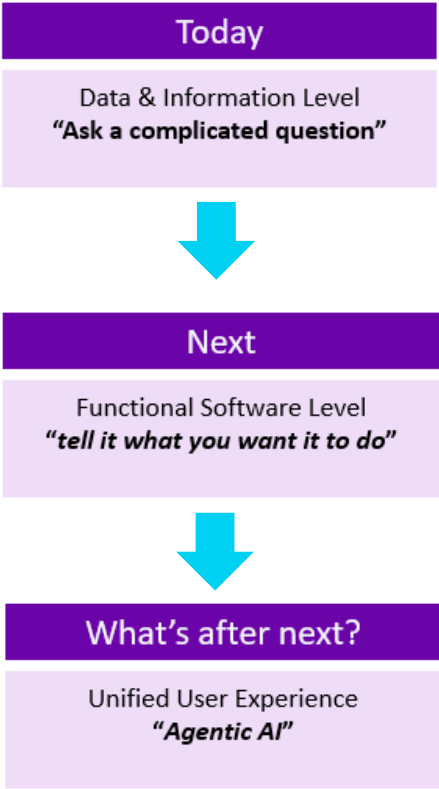 Today
Data & Information Level
“Ask a complicated question”
Next
Functional Software Level
“tell it what you want it to do”
What’s after next?
Unified User Experience
“Agentic AI”